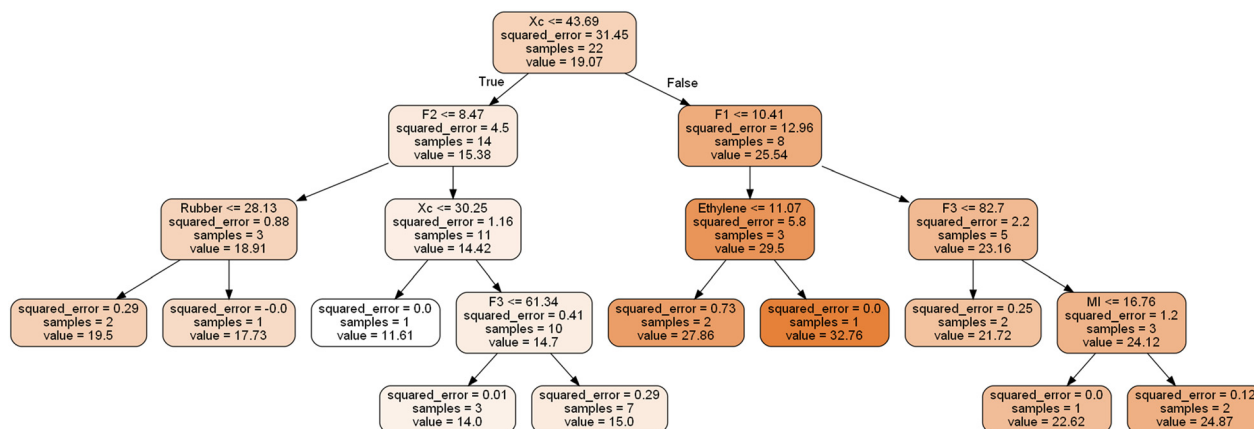 Xc <= 43.69
squared_error = 31.45
samples = 22
value = 19.07
True
False
F2 <= 8.47
squared_error = 4.5
samples = 14
value = 15.38
F1 <= 10.41
squared_error = 12.96
samples = 8
value = 25.54
Rubber <= 28.13
squared_error = 0.88
samples = 3
value = 18.91
Xc <= 30.25
squared_error = 1.16
samples = 11
value = 14.42
Ethylene <= 11.07
squared_error = 5.8
samples = 3
value = 29.5
F3 <= 82.7
squared_error = 2.2
samples = 5
value = 23.16
squared_error = 0.29
samples = 2
value = 19.5
squared_error = -0.0
samples = 1
value = 17.73
squared_error = 0.0
samples = 1
value = 11.61
F3 <= 61.34
squared_error = 0.41
samples = 10
value = 14.7
squared_error = 0.73
samples = 2
value = 27.86
squared_error = 0.0
samples = 1
value = 32.76
squared_error = 0.25
samples = 2
value = 21.72
MI <= 16.76
squared_error = 1.2
samples = 3
value = 24.12
squared_error = 0.01
samples = 3
value = 14.0
squared_error = 0.29
samples = 7
value = 15.0
squared_error = 0.0
samples = 1
value = 22.62
squared_error = 0.12
samples = 2
value = 24.87